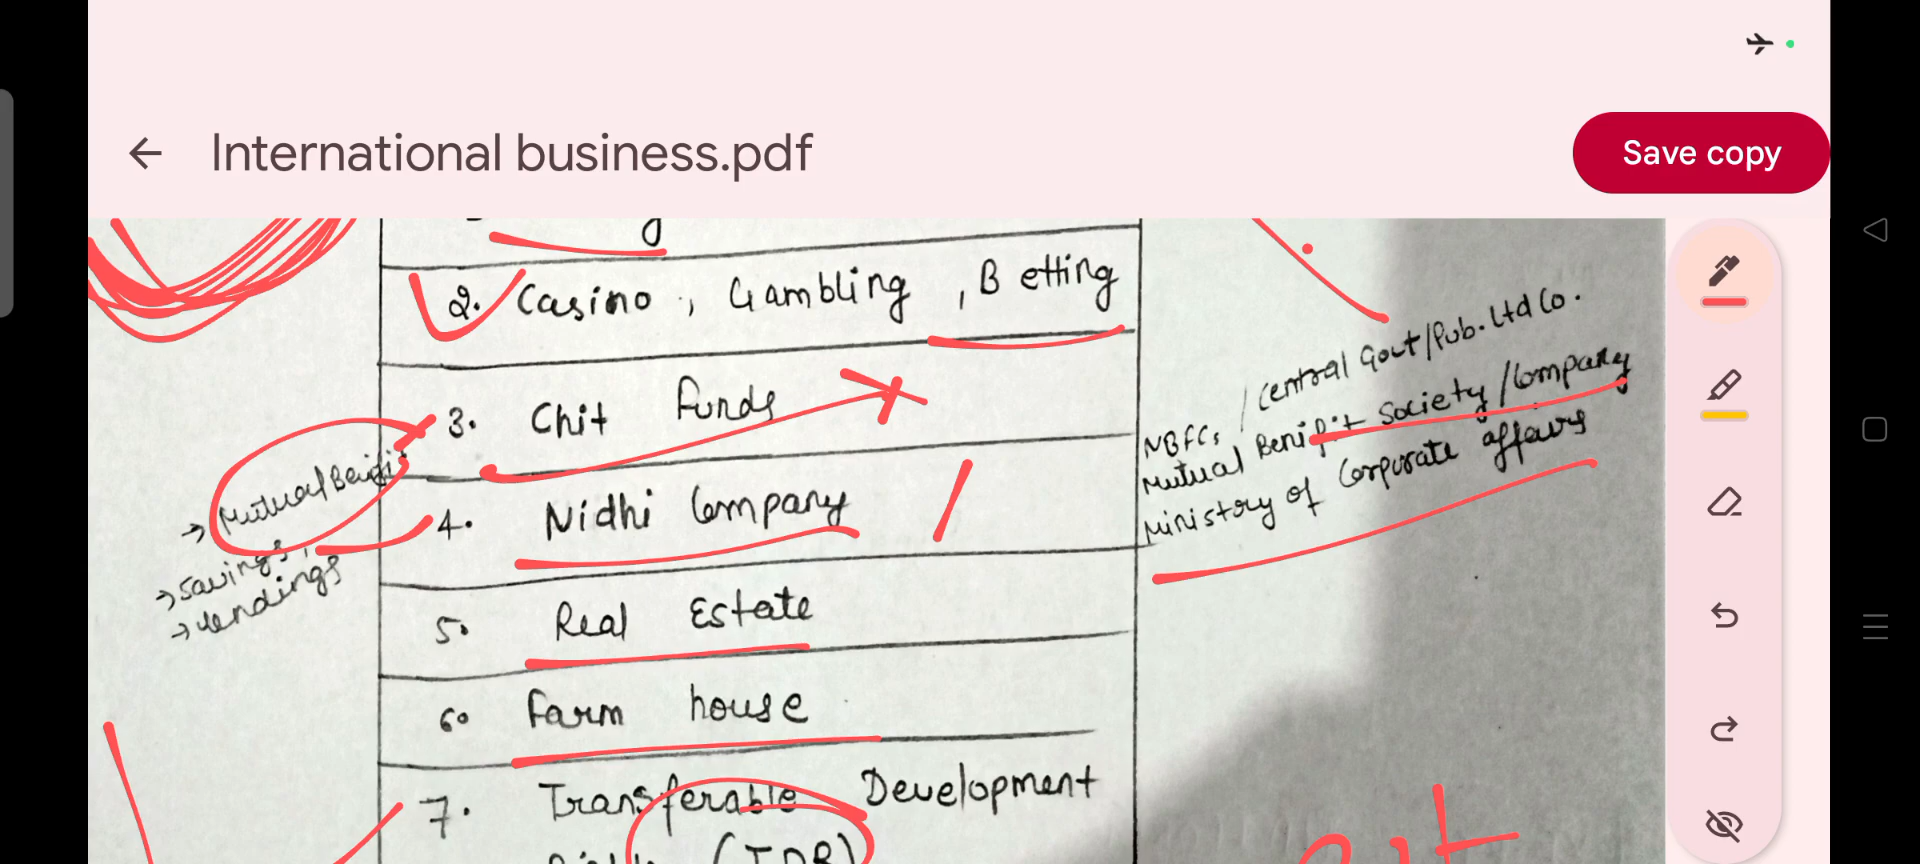 International business.pdf
Save copy
2. Casino, Gambling, Betting
3. Chit Funds
4. Nidhi Company
5. Real Estate
6. Farm house
7. Transferable Development
(TDR)
→ Mutual Benifit
→ Savings,
→ Lendings
NBFCs / Central Govt/Pub. Ltd Co.
Mutual Benifit Society/Company
Ministry of Corporate affairs